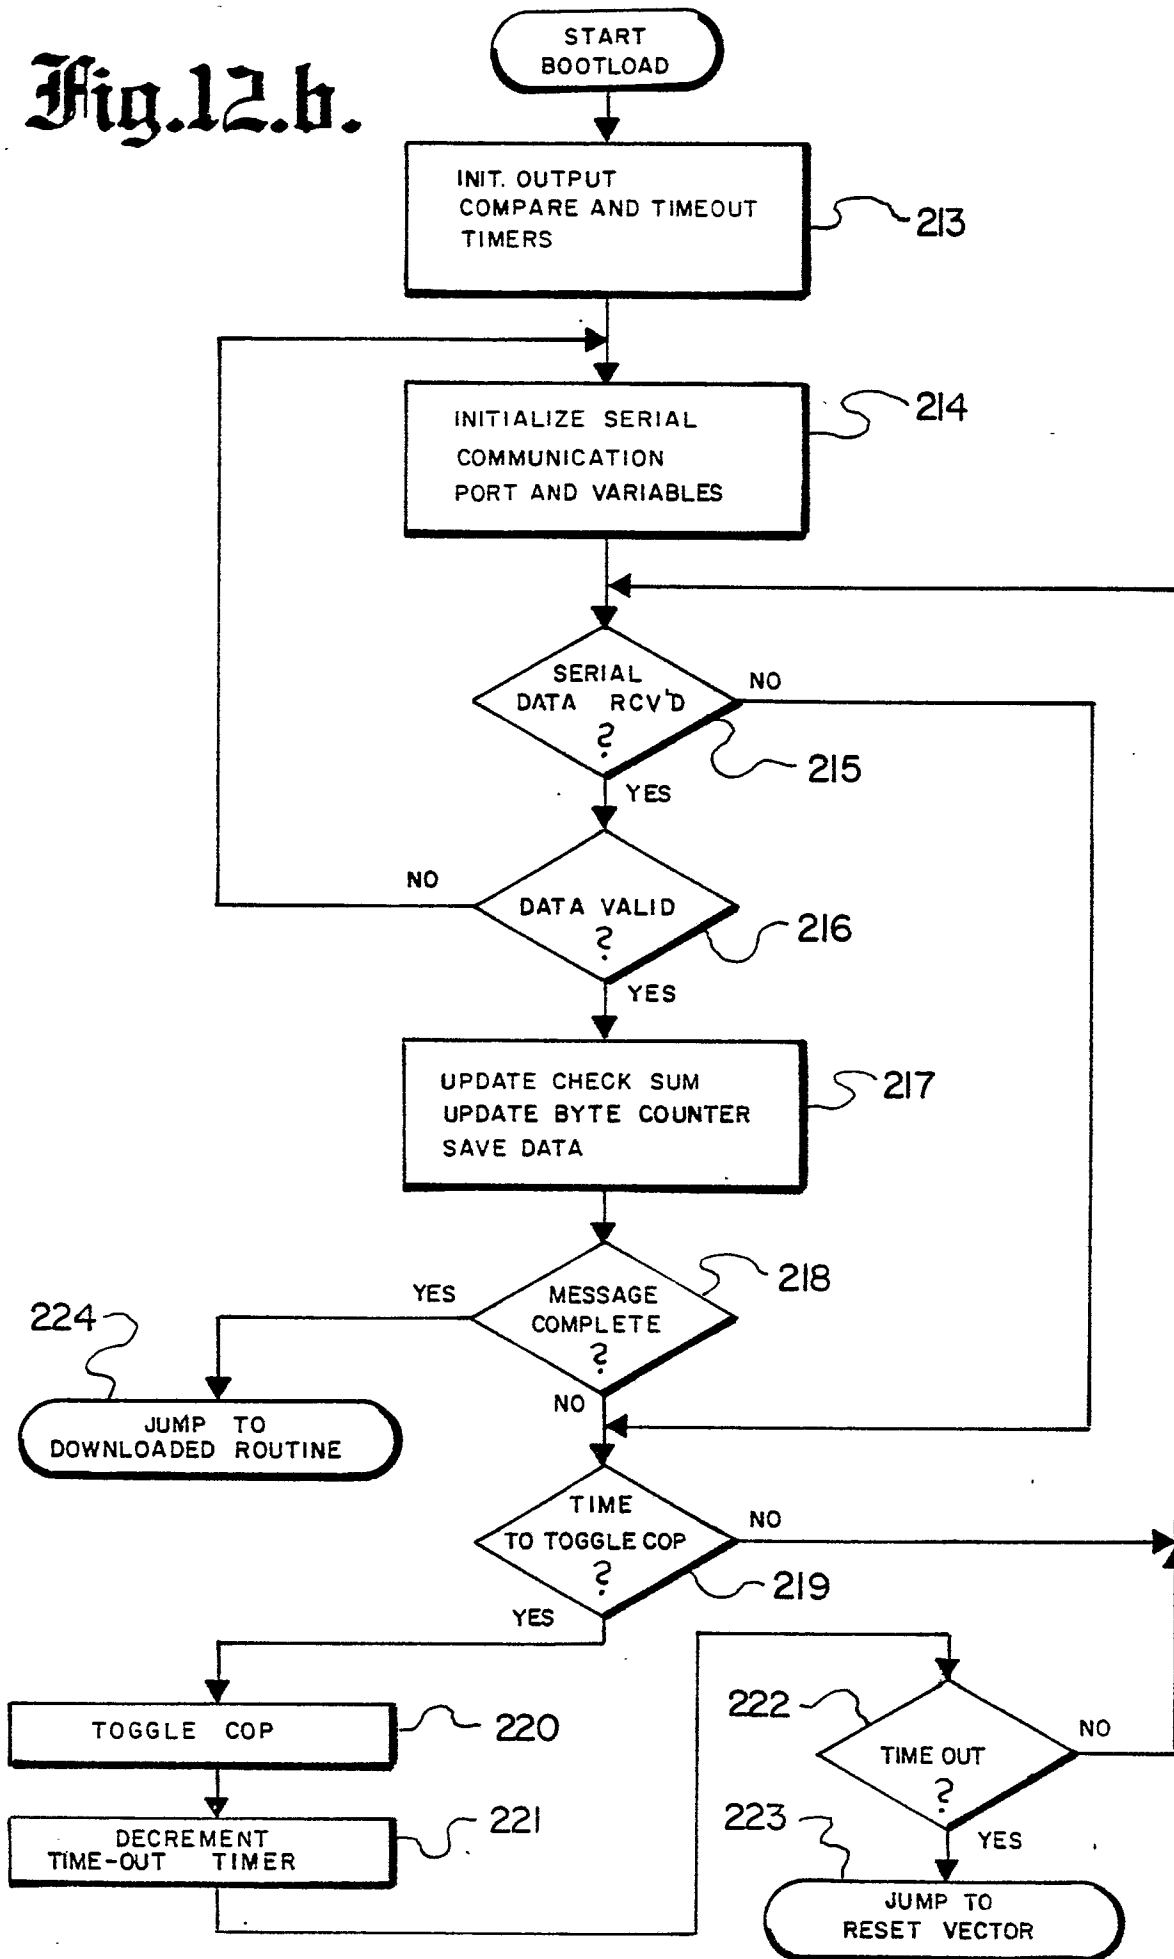 Fig.12.b.
START
BOOTLOAD
INIT. OUTPUT
COMPARE AND TIMEOUT
TIMERS
213
INITIALIZE SERIAL
COMMUNICATION
PORT AND VARIABLES
214
SERIAL
DATA RCV'D
?
NO
215
YES
DATA VALID
?
NO
216
YES
UPDATE CHECK SUM
UPDATE BYTE COUNTER
SAVE DATA
217
MESSAGE
COMPLETE
?
218
YES
224
NO
JUMP TO
DOWNLOADED ROUTINE
TIME
TO TOGGLE COP
?
NO
219
YES
TOGGLE COP
220
DECREMENT
TIME-OUT TIMER
221
222
TIME OUT
?
NO
223
YES
JUMP TO
RESET VECTOR